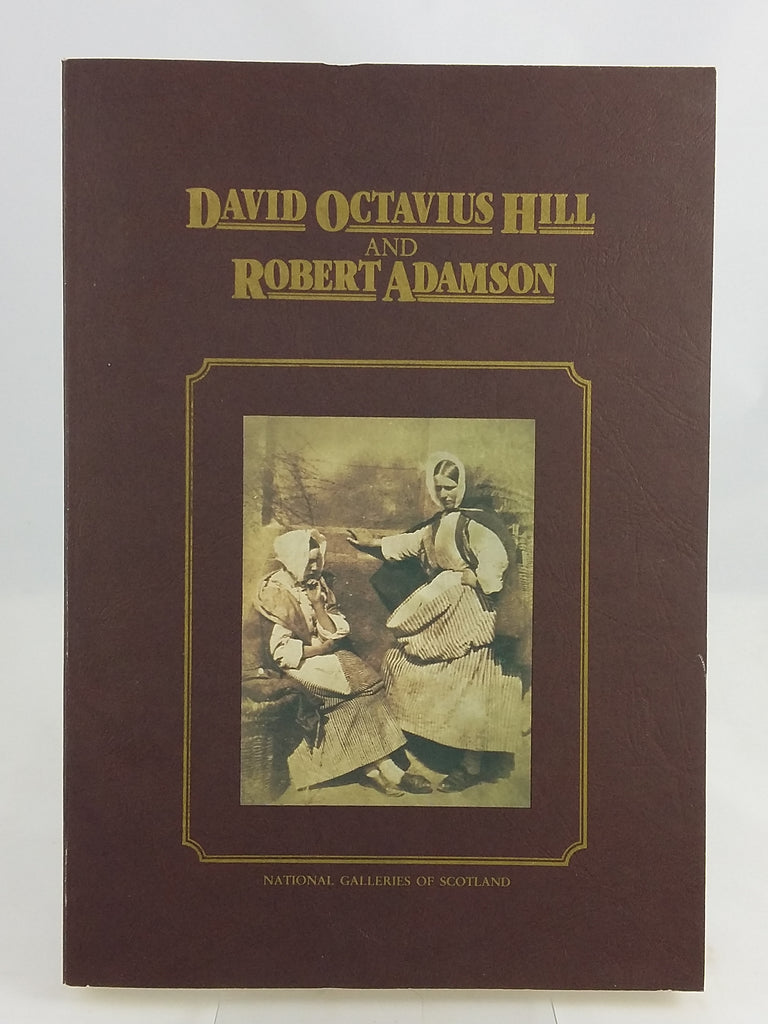 DAVID OCTAVIUS HILL
AND
ROBERT ADAMSON
NATIONAL GALLERIES OF SCOTLAND